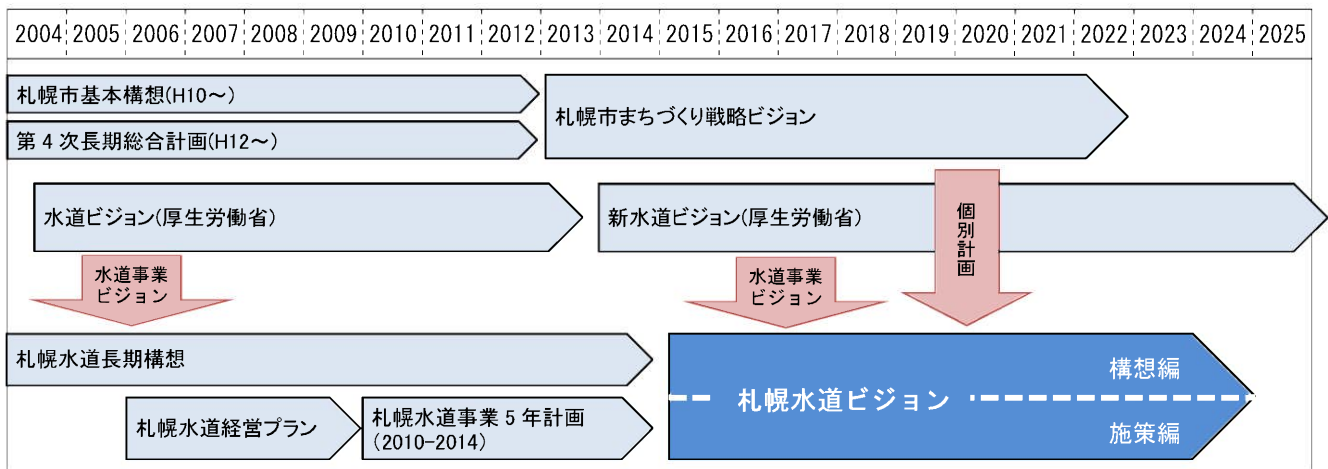 2004 2005 2006 2007 2008 2009 2010 2011 2012 2013 2014 2015 2016 2017 2018 2019 2020 2021 2022 2023 2024 2025
札幌市基本構想(H10～)
第4次長期総合計画(H12～)
札幌市まちづくり戦略ビジョン
水道ビジョン(厚生労働省)
新水道ビジョン(厚生労働省)
個別計画
水道事業
ビジョン
水道事業
ビジョン
札幌水道長期構想
札幌水道経営プラン
札幌水道事業5年計画
(2010-2014)
構想編
札幌水道ビジョン
施策編